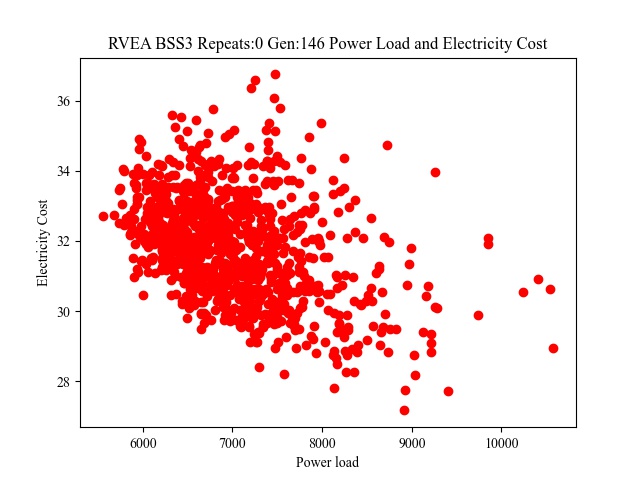 RVEA BSS3 Repeats:0 Gen:146 Power Load and Electricity Cost
36
34
32
30
28
Electricity Cost
6000 7000 8000 9000 10000
Power load